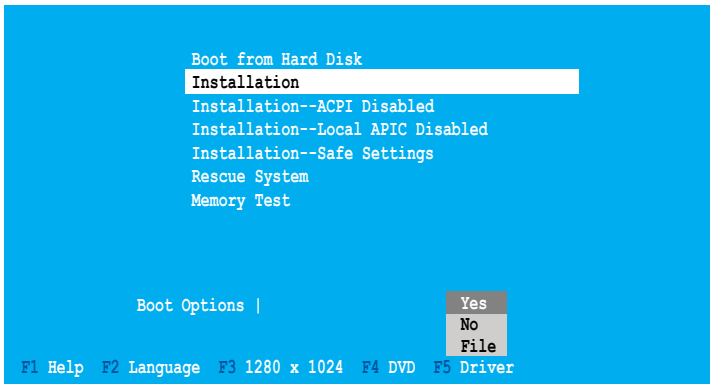 Boot from Hard Disk
Installation
Installation--ACPI Disabled
Installation--Local APIC Disabled
Installation--Safe Settings
Rescue System
Memory Test
Boot Options |
Yes
No
File
F1 Help F2 Language F3 1280 x 1024 F4 DVD F5 Driver